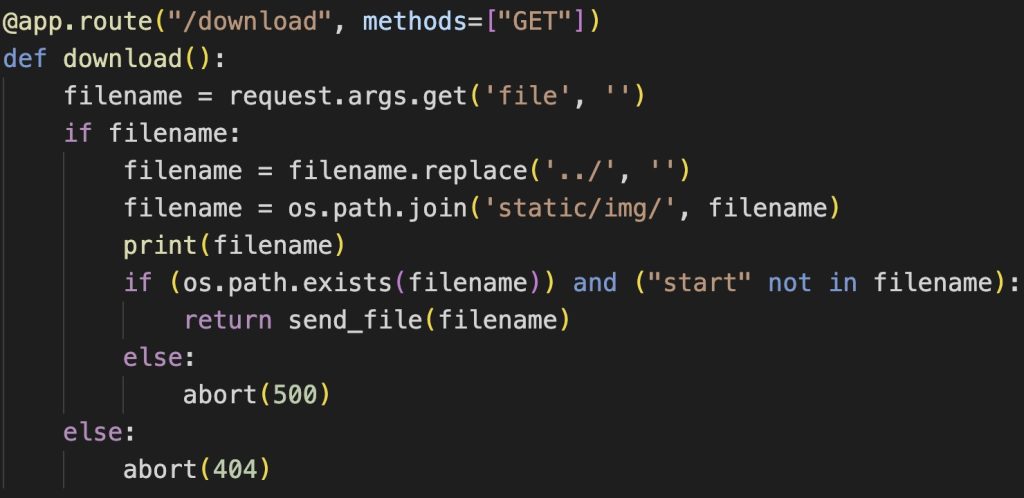 @app.route("/download", methods=["GET"])
def download():
    filename = request.args.get('file', '')
    if filename:
        filename = filename.replace('../', '')
        filename = os.path.join('static/img/', filename)
        print(filename)
        if (os.path.exists(filename)) and ("start" not in filename):
            return send_file(filename)
        else:
            abort(500)
    else:
        abort(404)